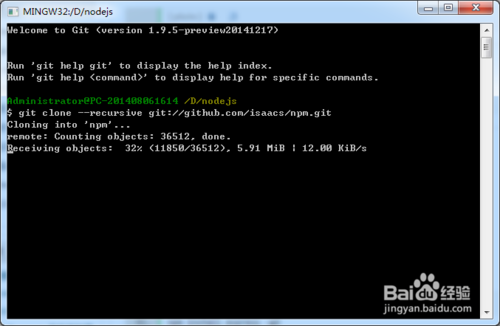 MINGW32:/D/nodejs
Welcome to Git (version 1.9.5-preview20141217)
Run 'git help git' to display the help index.
Run 'git help <command>' to display help for specific commands.
Administrator@PC-201408061614 /D/nodejs
$ git clone --recursive git://github.com/isaacs/npm.git
Cloning into 'npm'...
remote: Counting objects: 36512, done.
Receiving objects:  32% (11850/36512), 5.91 MiB | 12.00 KiB/s
Baidu 经验
jingyan.baidu.com